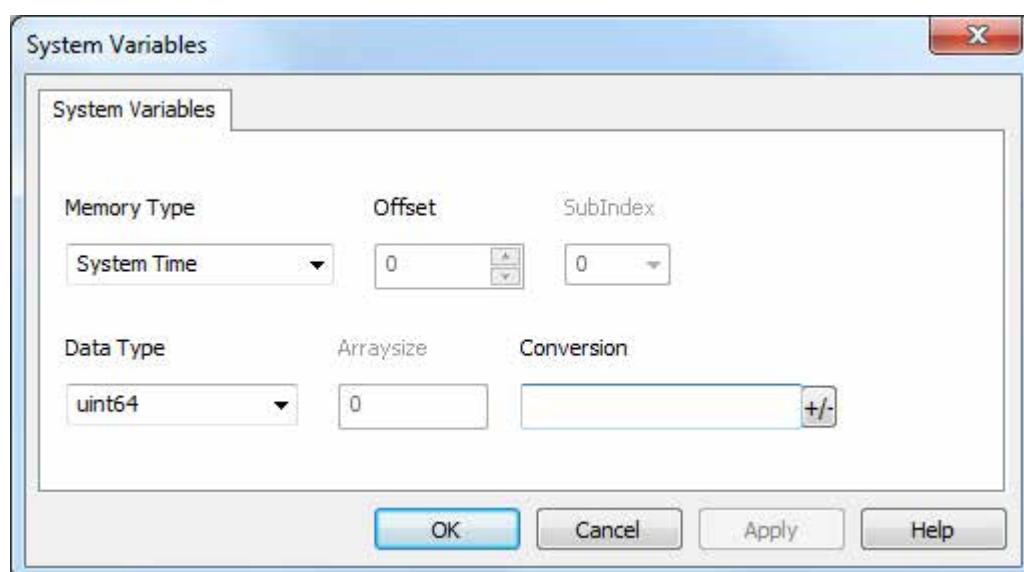 System Variables
System Variables
Memory Type Offset SubIndex
System Time 0 0
Data Type Arraysize Conversion
uint64 0 +/-
OK Cancel Apply Help